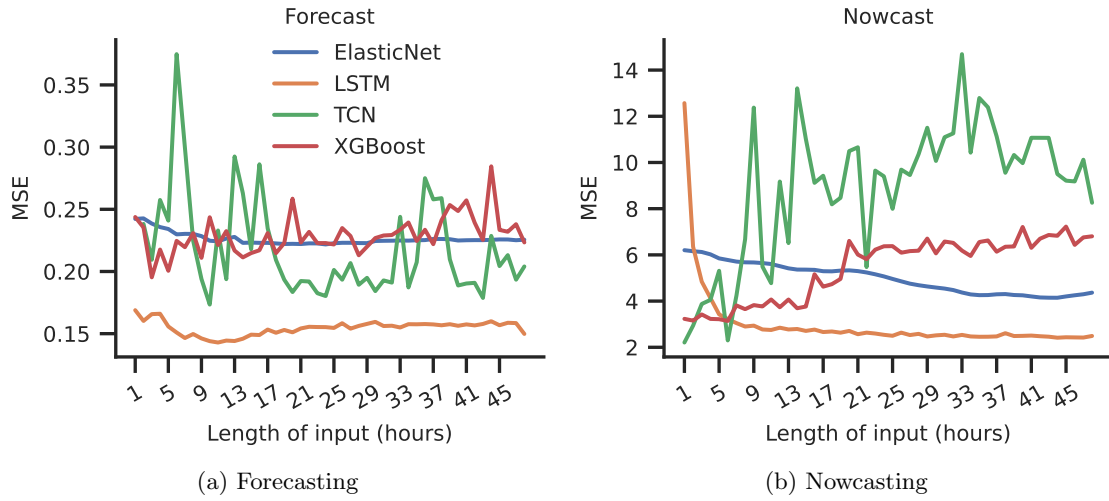 Forecast
MSE
0.35
0.30
0.25
0.20
0.15
ElasticNet
LSTM
TCN
XGBoost
1 5 9 13 17 21 25 29 33 37 41 45
Length of input (hours)
(a) Forecasting
Nowcast
MSE
14
12
10
8
6
4
2
1 5 9 13 17 21 25 29 33 37 41 45
Length of input (hours)
(b) Nowcasting